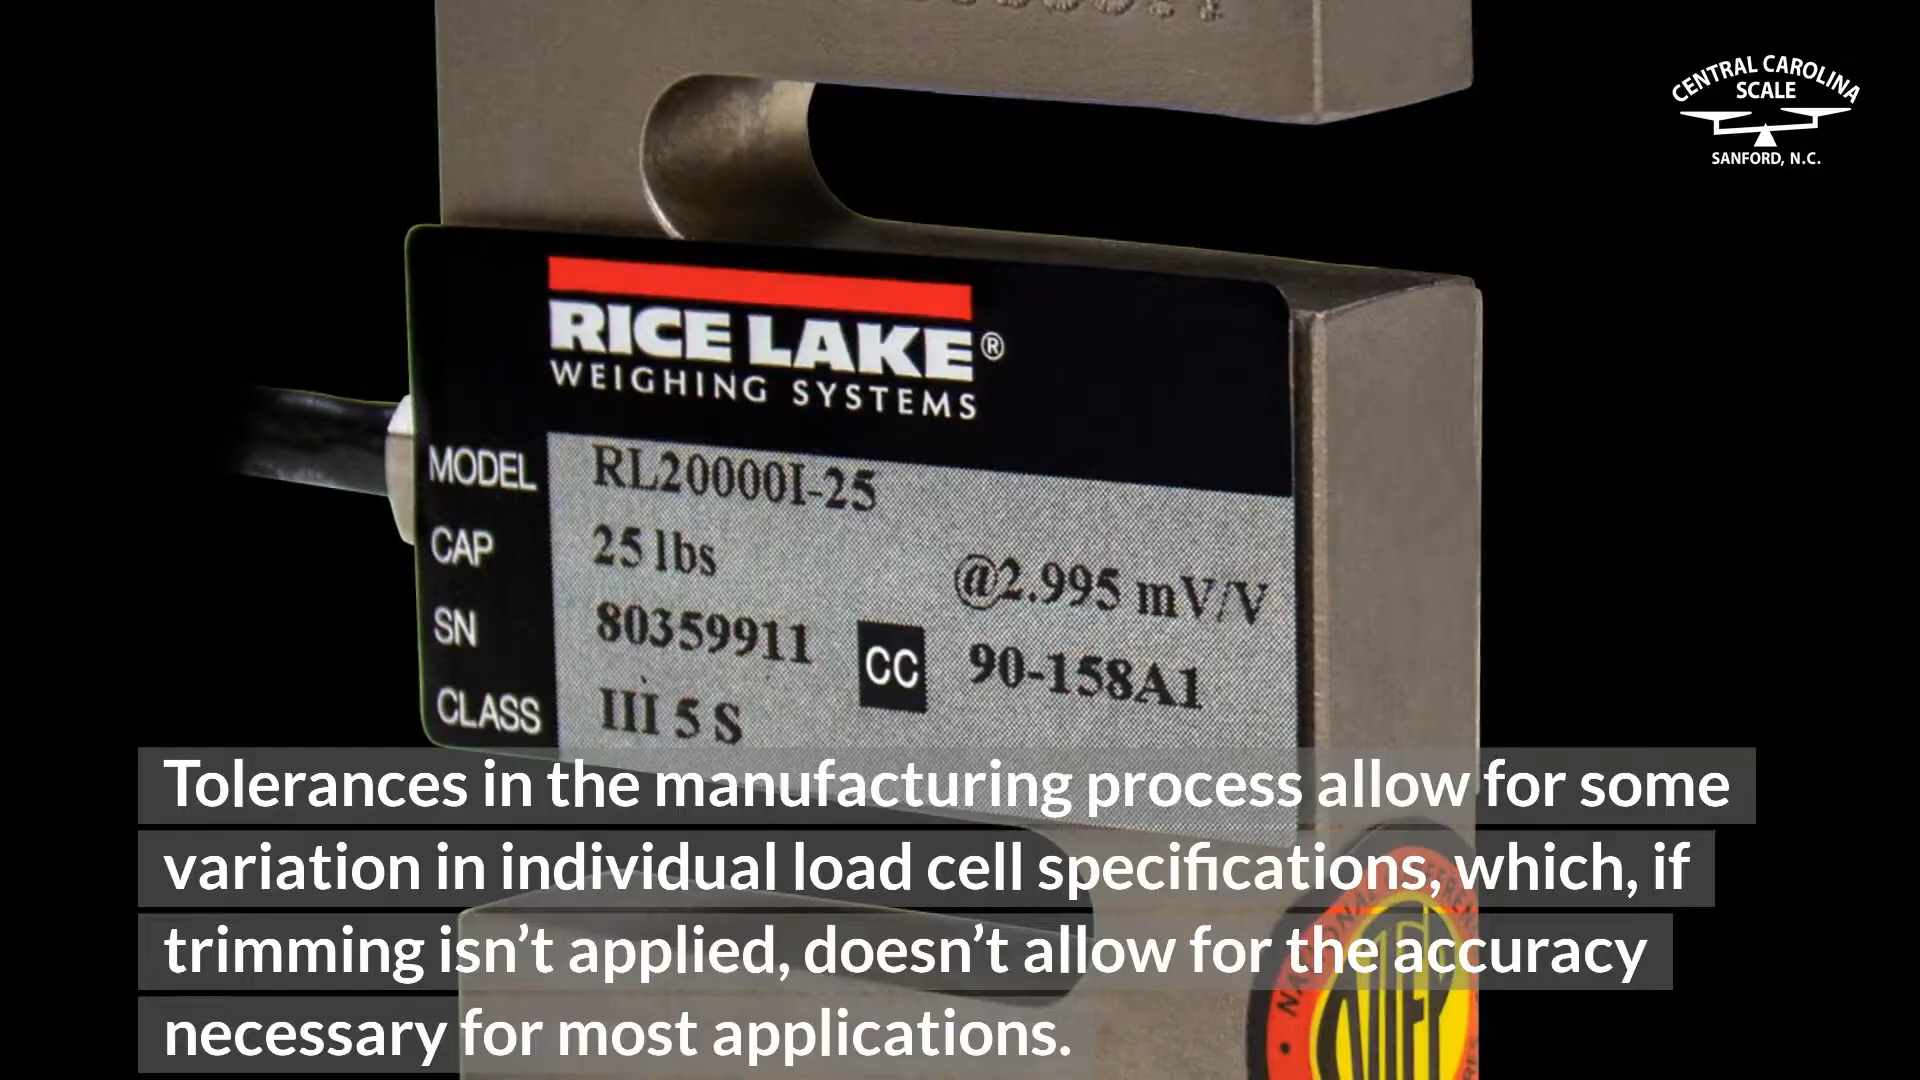 CENTRAL CAROLINA
SCALE
SANFORD, N.C.
RICE LAKE®
WEIGHING SYSTEMS
MODEL RL20000I-25
CAP 25 lbs @2.995 mV/V
SN 80359911 CC 90-158A1
CLASS III 5 S
Tolerances in the manufacturing process allow for some
variation in individual load cell specifications, which, if
trimming isn’t applied, doesn’t allow for the accuracy
necessary for most applications.
NTEP